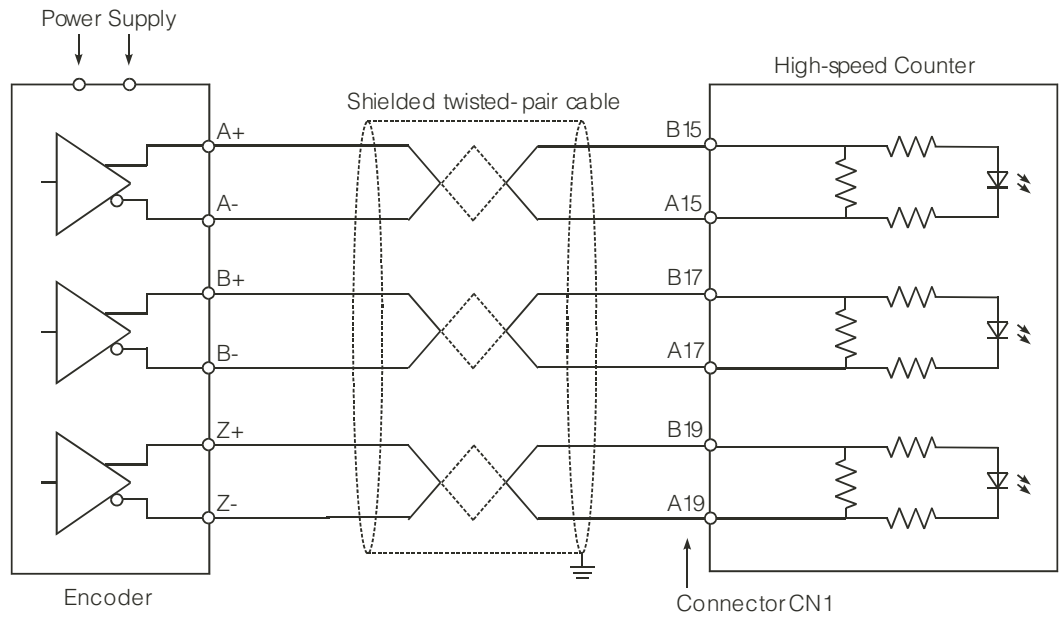 Power Supply
High-speed Counter
Shielded twisted-pair cable
A+
B15
A-
A15
B+
B17
B-
A17
Z+
B19
Z-
A19
Encoder
Connector CN1